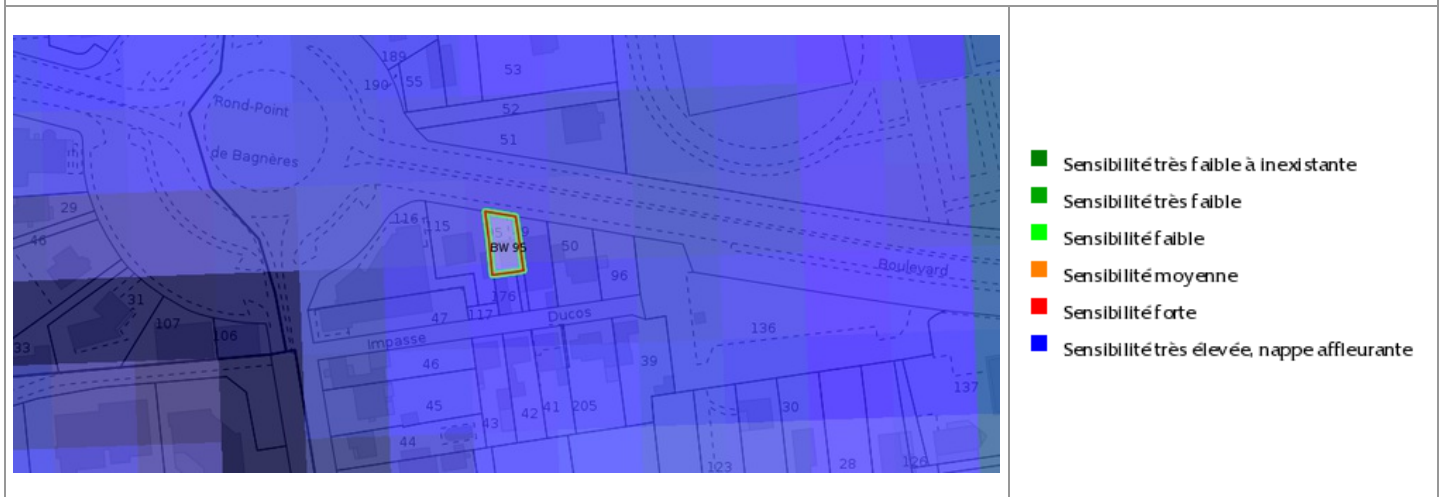 189
53
190
55
Rond-Point
52
51
de Bagnères
29
116
115
46
BW 95
50
Boulevard
96
31
176
107
47
117
Ducos
136
106
Impasse
33
46
39
137
45
42
41
205
30
43
44
123
28
126
Sensibilité très faible à inexistante
Sensibilité très faible
Sensibilité faible
Sensibilité moyenne
Sensibilité forte
Sensibilité très élevée, nappe affleurante